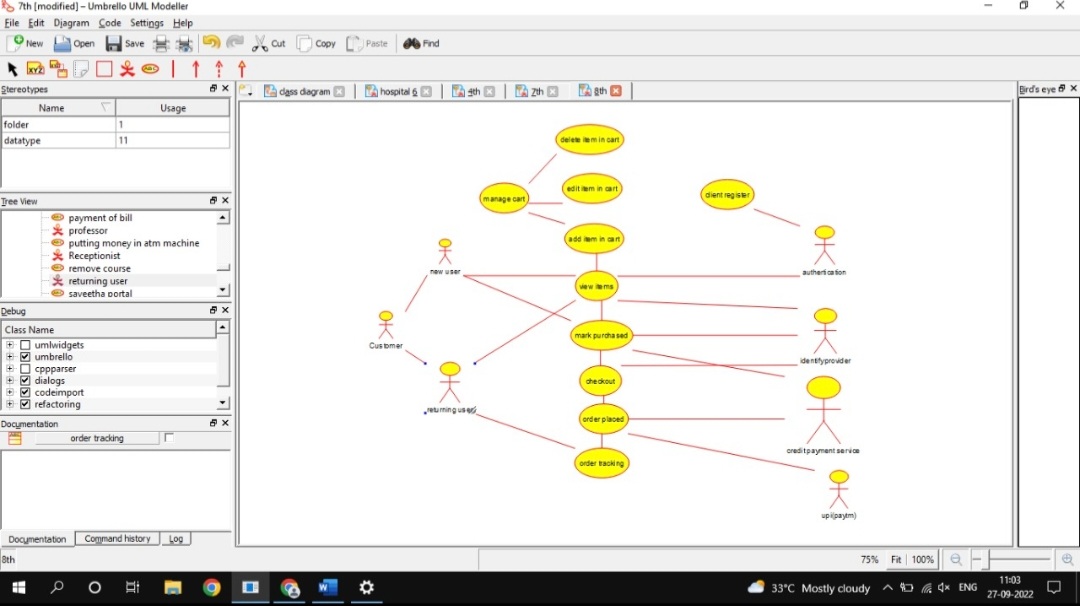 7th [modified] – Umbrello UML Modeller
File Edit Diagram Code Settings Help
New Open Save Cut Copy Paste Find
XYZ
ABC
Stereotypes
Name Usage
folder 1
datatype 11
Tree View
payment of bill
professor
putting money in atm machine
Receptionist
remove course
returning user
saveetha portal
Debug
Class Name
umlwidgets
umbrello
cppparser
dialogs
codeimport
refactoring
Documentation
order tracking
Documentation Command history Log
8th
class diagram hospital 6 4th 7th 8th
Bird's eye
delete item in cart
edit item in cart
manage cart
client register
add item in cart
new user
authertication
view items
Customer
mark purchased
identifyprovider
checkout
returning user
order placed
credit payment service
order tracking
upi(paytm)
75% Fit 100%
W
33°C Mostly cloudy
ENG
11:03
27-09-2022